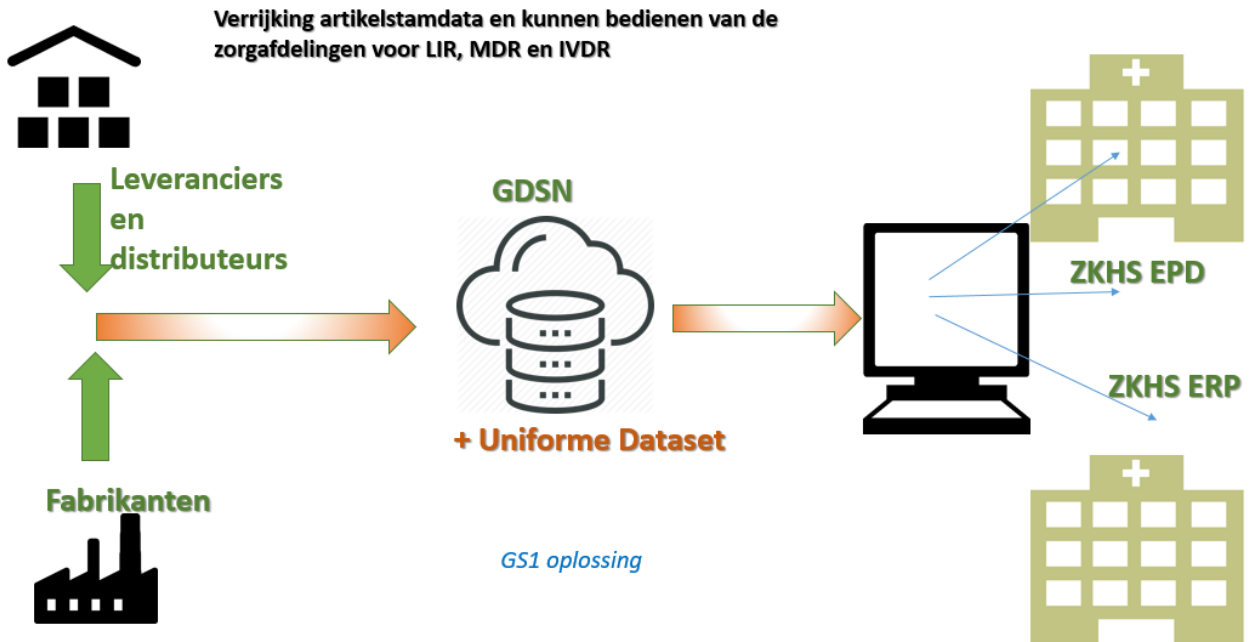 Verrijking artikelstamdata en kunnen bedienen van de
zorgafdelingen voor LIR, MDR en IVDR
Leveranciers
en
distributeurs
GDSN
ZKHS EPD
ZKHS ERP
+ Uniforme Dataset
Fabrikanten
GS1 oplossing